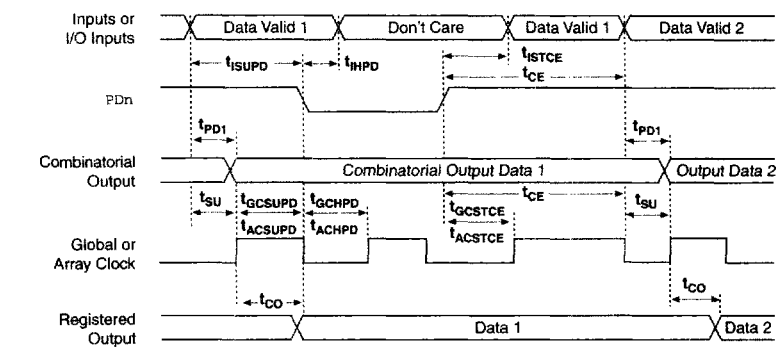 Inputs or
I/O Inputs
Data Valid 1
Don't Care
Data Valid 1
Data Valid 2
tISUPD
tIHPD
tISTCE
tCE
PDn
tPD1
tPD1
Combinatorial
Output
Combinatorial Output Data 1
Output Data 2
tSU
tGCSUPD
tGCHPD
tCE
tSU
tACSUPD
tACHPD
tGCSTCE
tACSTCE
Global or
Array Clock
tCO
tCO
Registered
Output
Data 1
Data 2